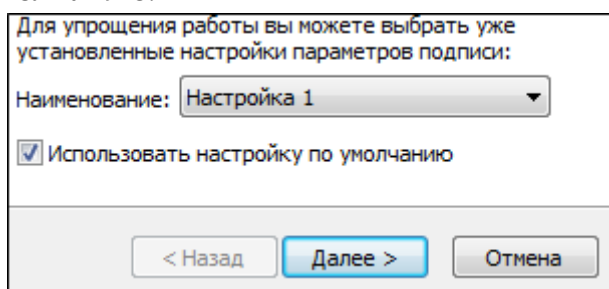 Для упрощения работы вы можете выбрать уже
установленные настройки параметров подписи:
Наименование: Настройка 1
Использовать настройку по умолчанию
< Назад Далее > Отмена